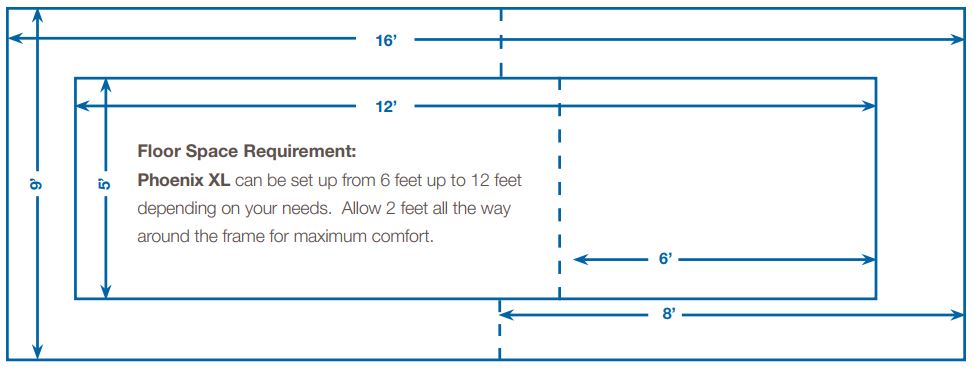 16’
12’
Floor Space Requirement:
Phoenix XL can be set up from 6 feet up to 12 feet
9’
5’
depending on your needs. Allow 2 feet all the way
around the frame for maximum comfort.
6’
8’